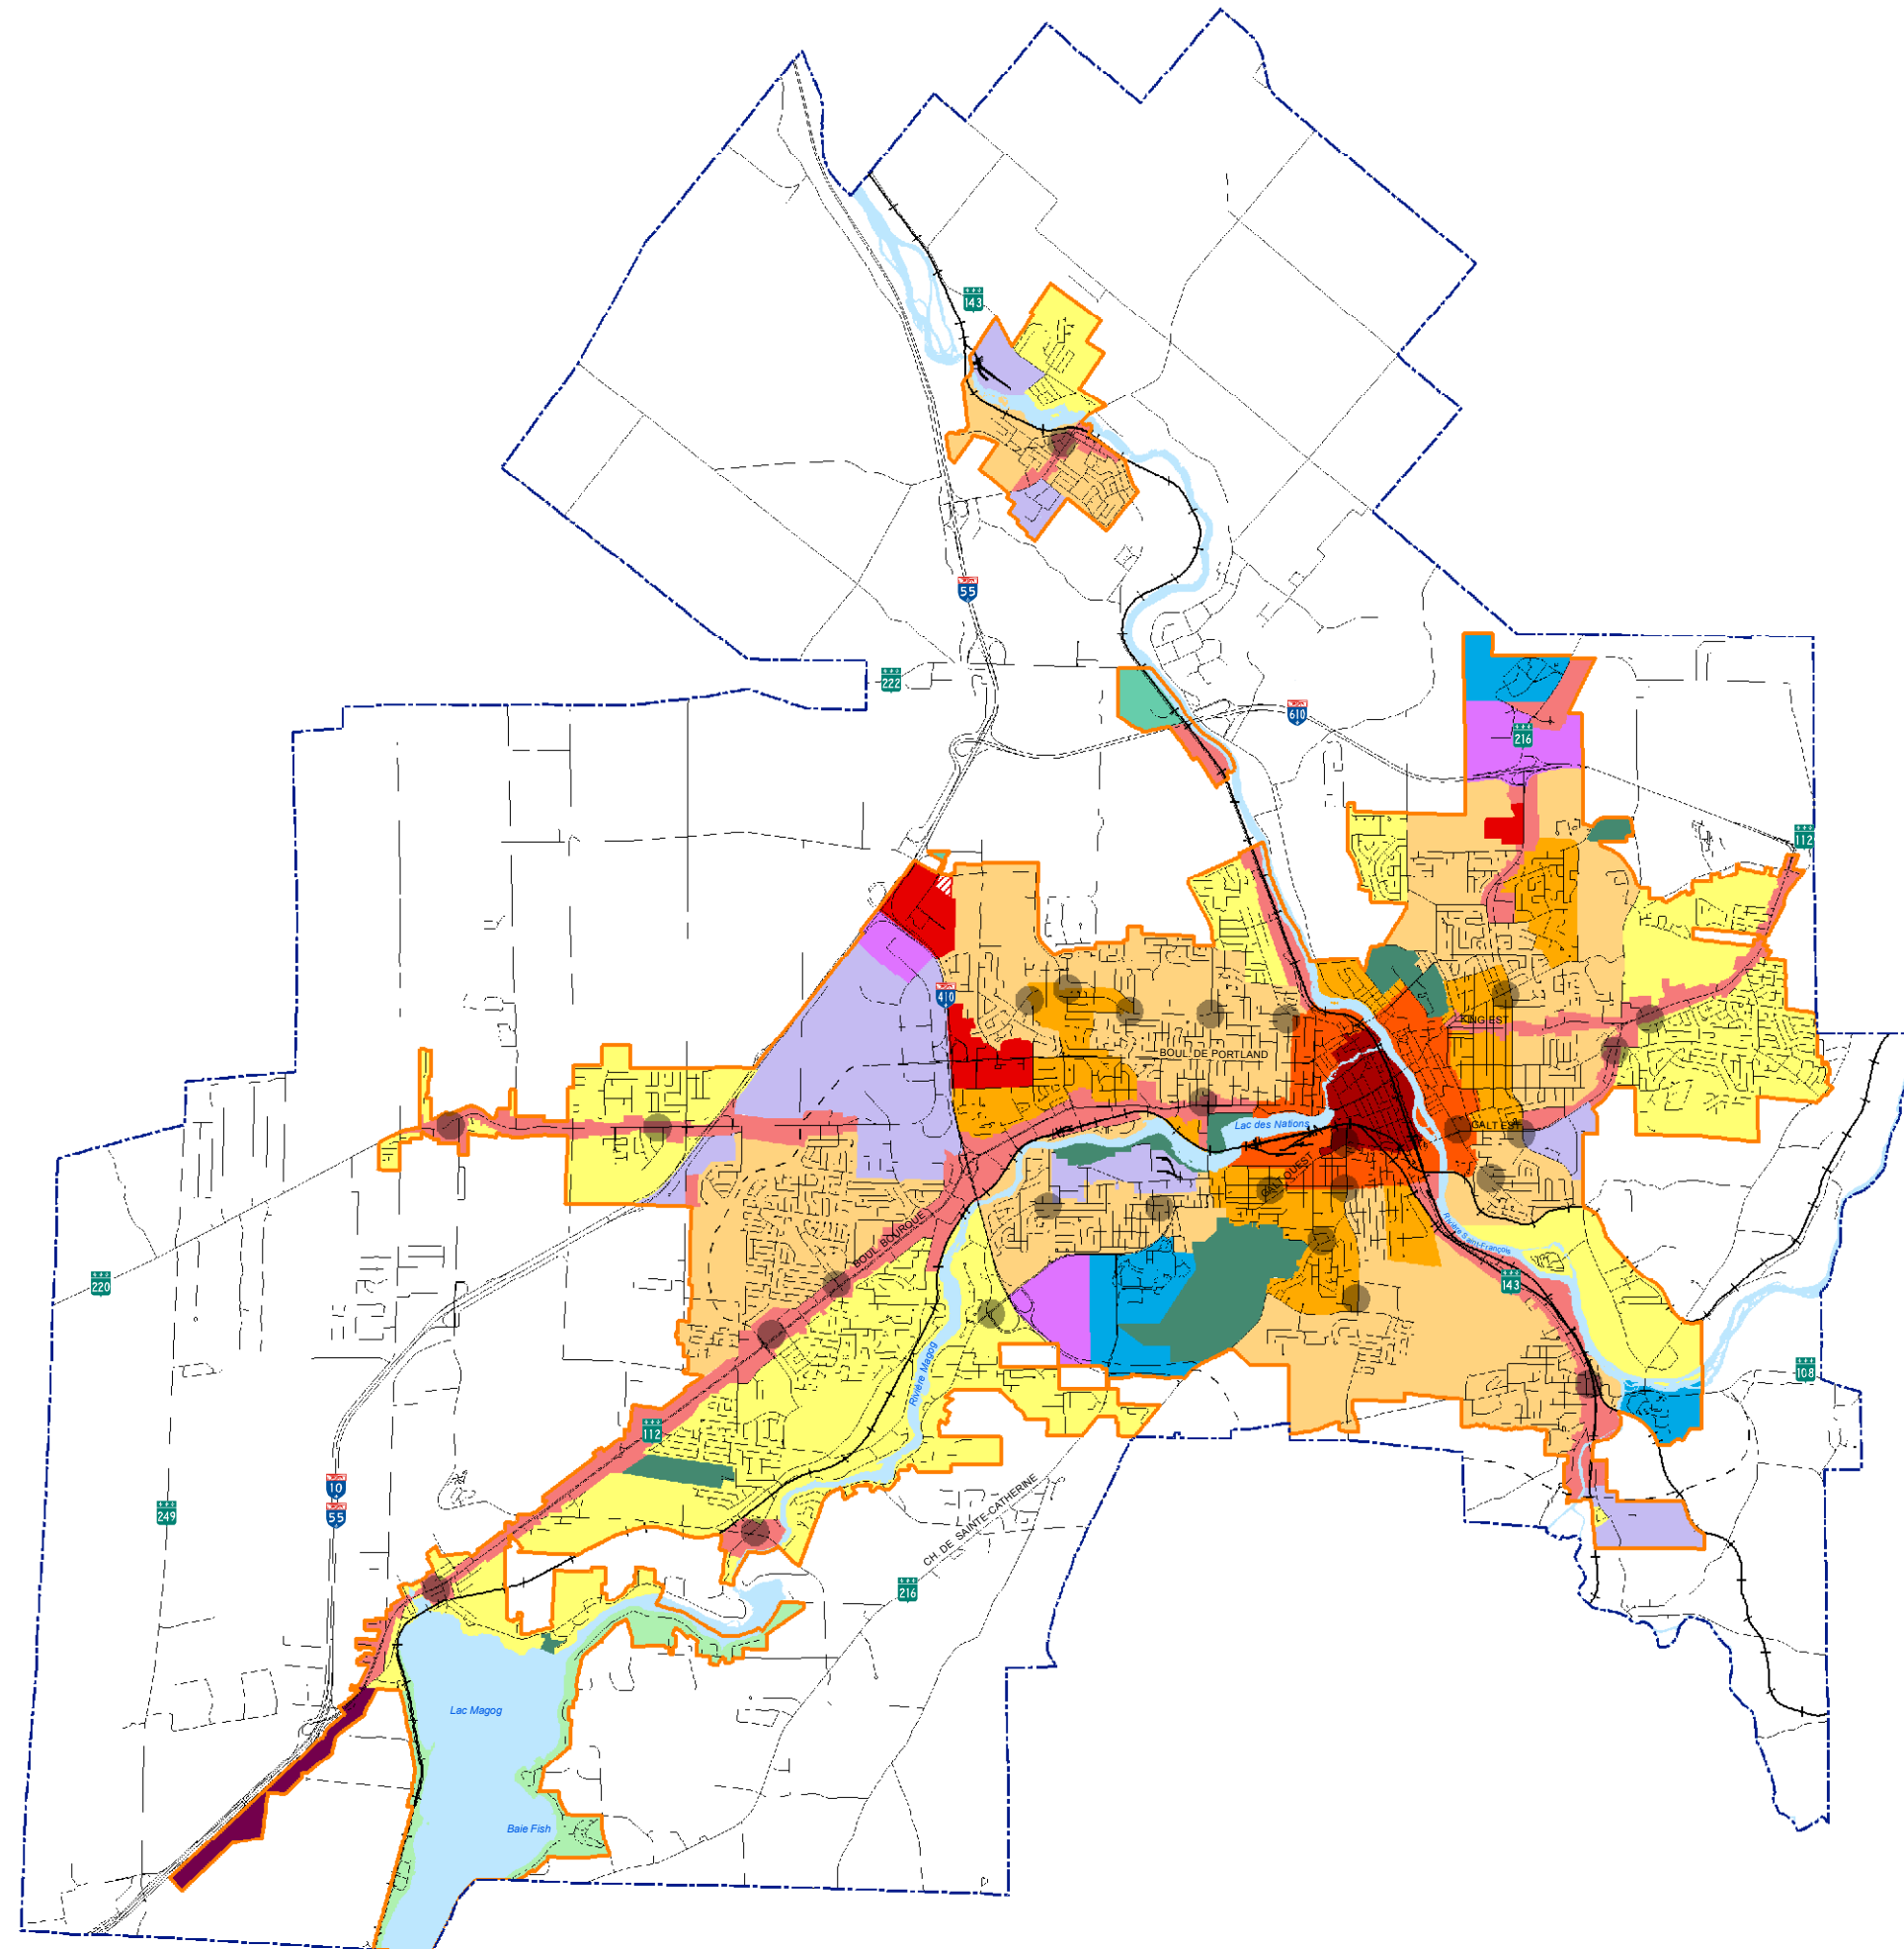 143
55
222
610
216
112
410
KING EST
BOUL. DE PORTLAND
Lac des Nations
GALT EST
GALT OUEST
BOUL. BOURQUE
Rivière Saint-François
220
143
Rivière Magog
108
112
10
249
55
CH. DE SAINTE-CATHERINE
216
Lac Magog
Baie Fish